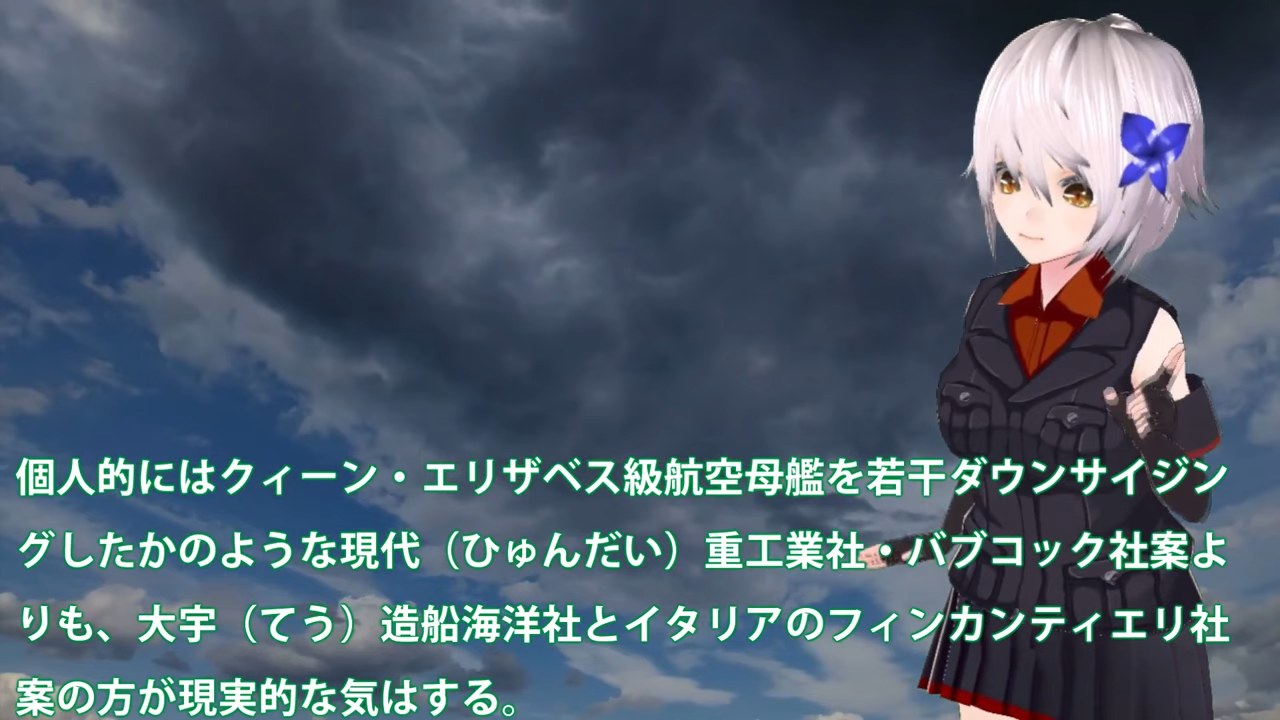 個人的にはクィーン・エリザベス級航空母艦を若干ダウンサイジン
グしたかのような現代（ひゅんだい）重工業社・バブコック社案よ
りも、大宇（てう）造船海洋社とイタリアのフィンカンティエリ社
案の方が現実的な気はする。